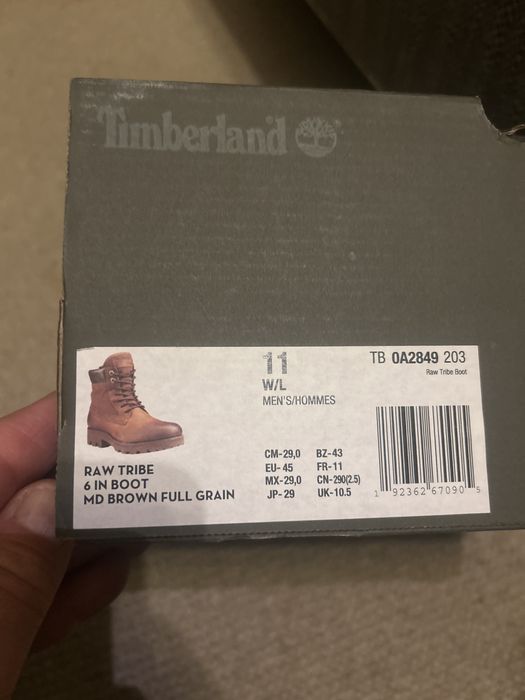 Timberland
11
W/L
MEN'S/HOMMES
TB 0A2849 203
Raw Tribe Boot
RAW TRIBE
6 IN BOOT
MD BROWN FULL GRAIN
CM-29,0 BZ-43
EU-45 FR-11
MX-29,0 CN-290(2.5)
JP-29 UK-10.5
1 92362 67090 5